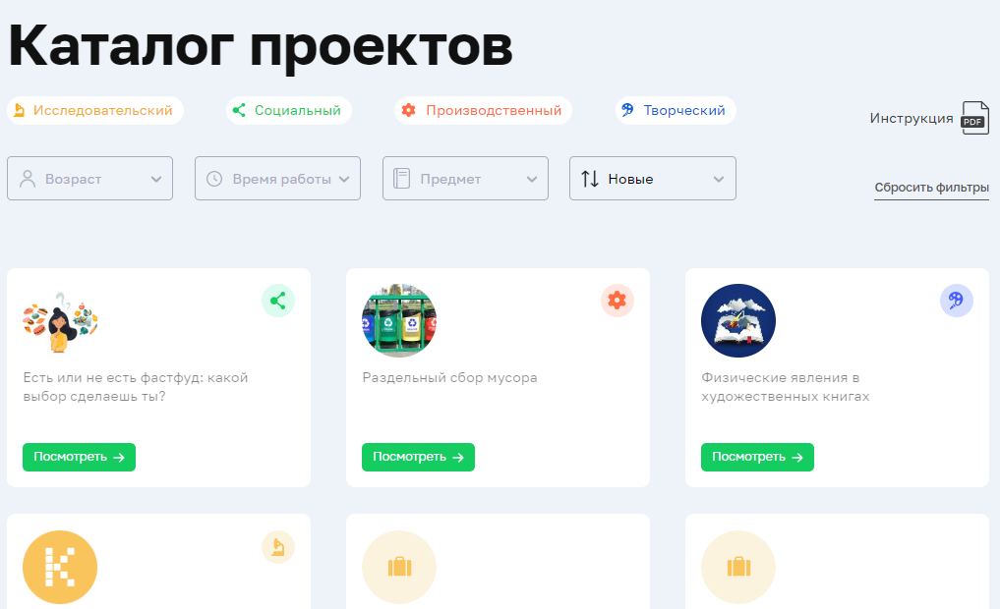 Каталог проектов
Исследовательский
Социальный
Производственный
Творческий
Инструкция
PDF
Возраст
Время работы
Предмет
Новые
Сбросить фильтры
Есть или не есть фастфуд: какой
выбор сделаешь ты?
Посмотреть →
Раздельный сбор мусора
Посмотреть →
Физические явления в
художественных книгах
Посмотреть →
K